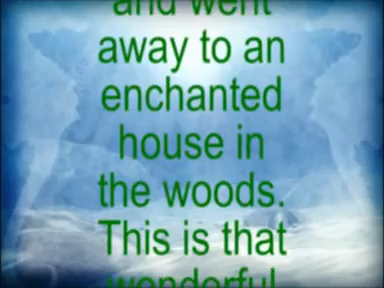 and went
away to an
enchanted
house in
the woods.
This is that
wonderful